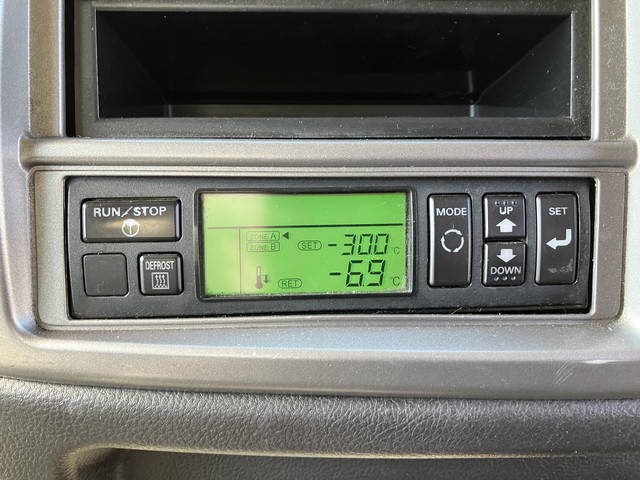 RUN/STOP
DEFROST
ZONE A
ZONE B
SET -30.0 °C
RET -6.9 °C
MODE
UP
DOWN
SET